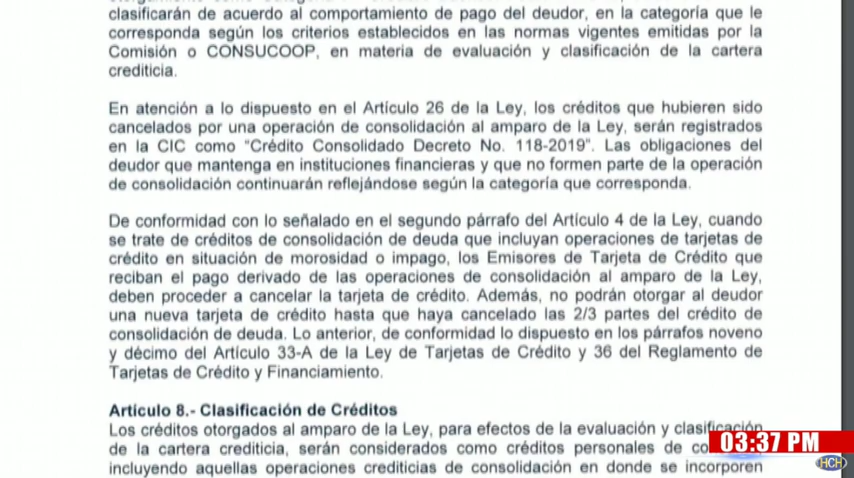 clasificarán de acuerdo al comportamiento de pago del deudor, en la categoría que le
corresponda según los criterios establecidos en las normas vigentes emitidas por la
Comisión o CONSUCOOP, en materia de evaluación y clasificación de la cartera
crediticia.
En atención a lo dispuesto en el Artículo 26 de la Ley, los créditos que hubieren sido
cancelados por una operación de consolidación al amparo de la Ley, serán registrados
en la CIC como “Crédito Consolidado Decreto No. 118-2019”. Las obligaciones del
deudor que mantenga en instituciones financieras y que no formen parte de la operación
de consolidación continuarán reflejándose según la categoría que corresponda.
De conformidad con lo señalado en el segundo párrafo del Artículo 4 de la Ley, cuando
se trate de créditos de consolidación de deuda que incluyan operaciones de tarjetas de
crédito en situación de morosidad o impago, los Emisores de Tarjeta de Crédito que
reciban el pago derivado de las operaciones de consolidación al amparo de la Ley,
deben proceder a cancelar la tarjeta de crédito. Además, no podrán otorgar al deudor
una nueva tarjeta de crédito hasta que haya cancelado las 2/3 partes del crédito de
consolidación de deuda. Lo anterior, de conformidad lo dispuesto en los párrafos noveno
y décimo del Artículo 33-A de la Ley de Tarjetas de Crédito y 36 del Reglamento de
Tarjetas de Crédito y Financiamiento.
Artículo 8.- Clasificación de Créditos
Los créditos otorgados al amparo de la Ley, para efectos de la evaluación y clasificación
de la cartera crediticia, serán considerados como créditos personales de
incluyendo aquellas operaciones crediticias de consolidación en donde se incorporen
03:37 PM
HCH